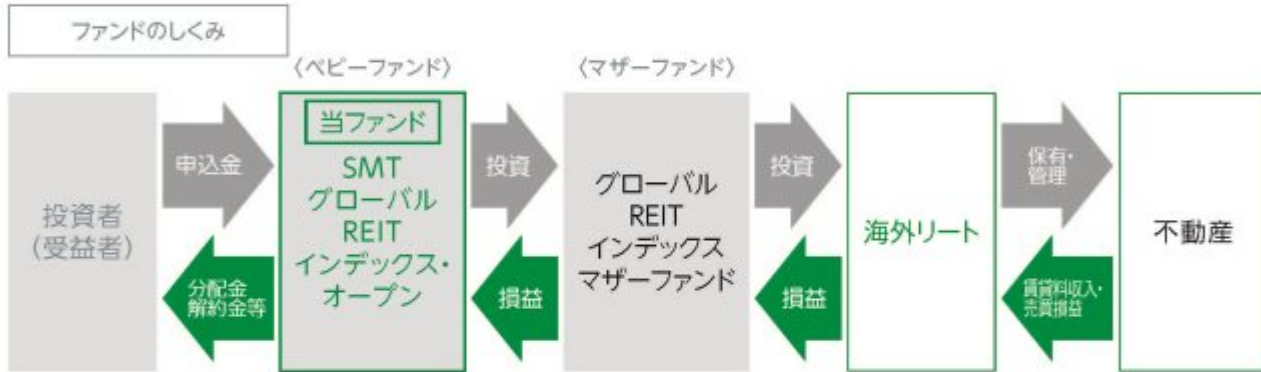 ファンドのしくみ
〈ベビーファンド〉
〈マザーファンド〉
投資者
(受益者)
申込金
分配金
解約金等
当ファンド
SMT
グローバル
REIT
インデックス・
オープン
投資
損益
グローバル
REIT
インデックス
マザーファンド
投資
損益
海外リート
保有・
管理
賃貸料収入・
売買損益
不動産